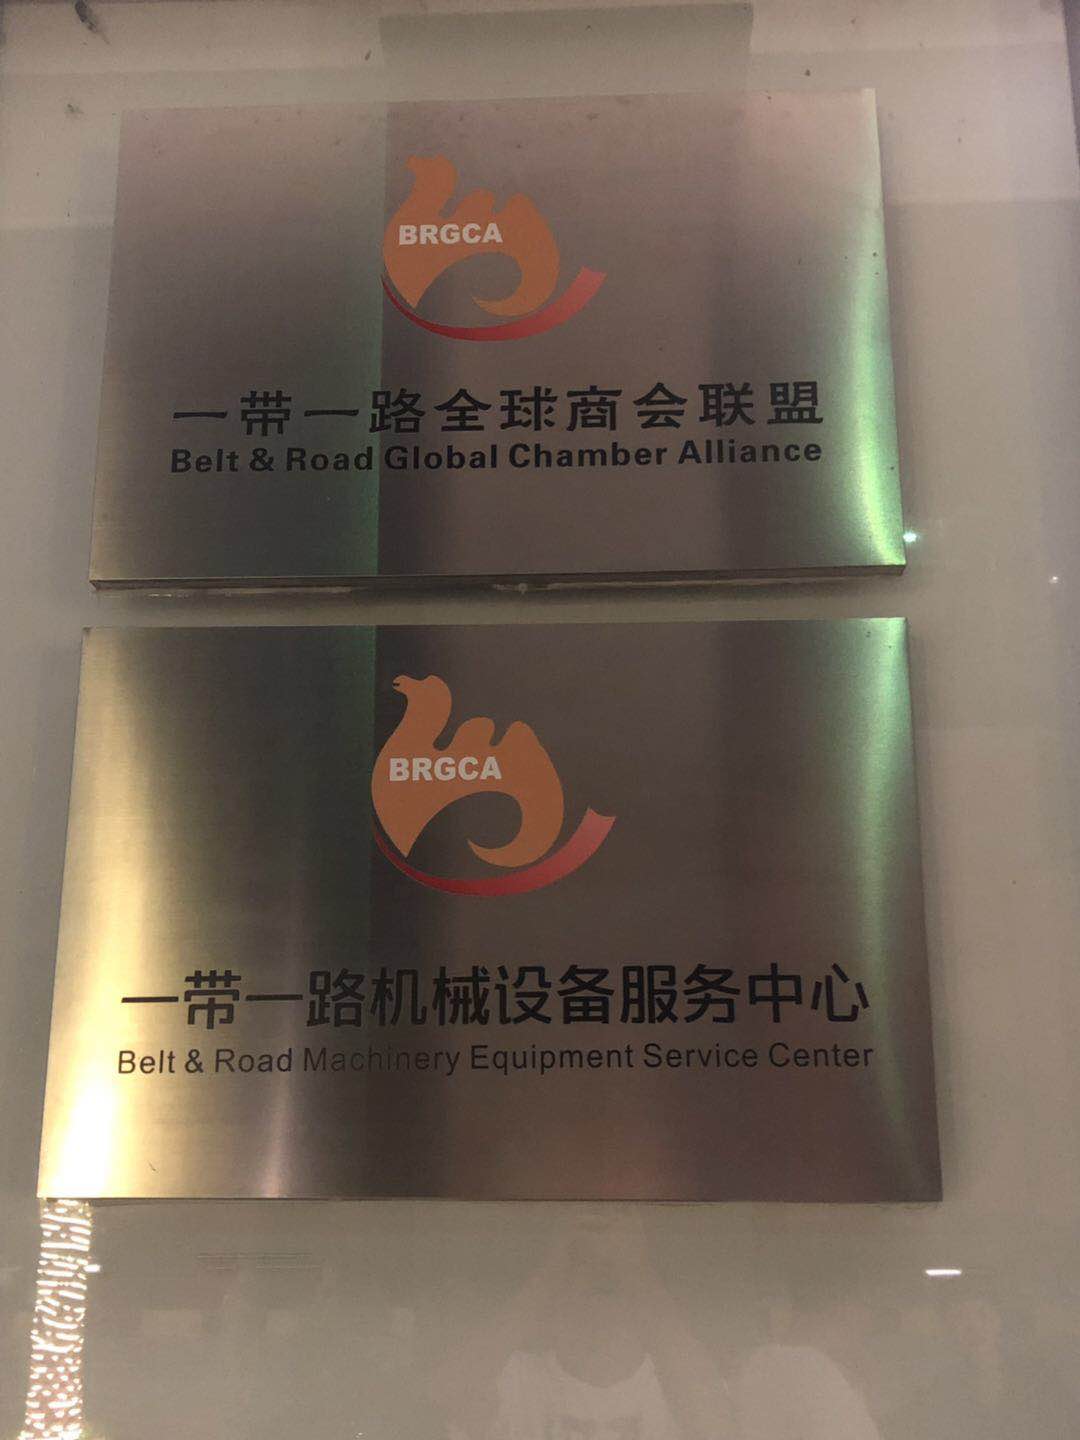 BRGCA
一带一路全球商会联盟
Belt & Road Global Chamber Alliance
BRGCA
一带一路机械设备服务中心
Belt & Road Machinery Equipment Service Center